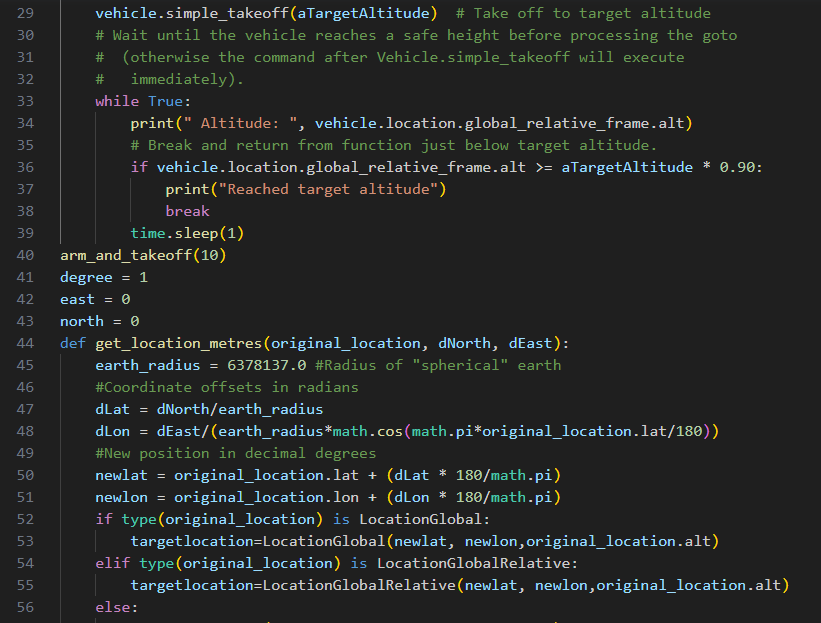 29 vehicle.simple_takeoff(aTargetAltitude)  # Take off to target altitude
30 # Wait until the vehicle reaches a safe height before processing the goto
31 #  (otherwise the command after Vehicle.simple_takeoff will execute
32 #   immediately).
33 while True:
34 print(" Altitude: ", vehicle.location.global_relative_frame.alt)
35 # Break and return from function just below target altitude.
36 if vehicle.location.global_relative_frame.alt >= aTargetAltitude * 0.90:
37 print("Reached target altitude")
38 break
39 time.sleep(1)
40 arm_and_takeoff(10)
41 degree = 1
42 east = 0
43 north = 0
44 def get_location_metres(original_location, dNorth, dEast):
45 earth_radius = 6378137.0 #Radius of "spherical" earth
46 #Coordinate offsets in radians
47 dLat = dNorth/earth_radius
48 dLon = dEast/(earth_radius*math.cos(math.pi*original_location.lat/180))
49 #New position in decimal degrees
50 newlat = original_location.lat + (dLat * 180/math.pi)
51 newlon = original_location.lon + (dLon * 180/math.pi)
52 if type(original_location) is LocationGlobal:
53 targetlocation=LocationGlobal(newlat, newlon,original_location.alt)
54 elif type(original_location) is LocationGlobalRelative:
55 targetlocation=LocationGlobalRelative(newlat, newlon,original_location.alt)
56 else: